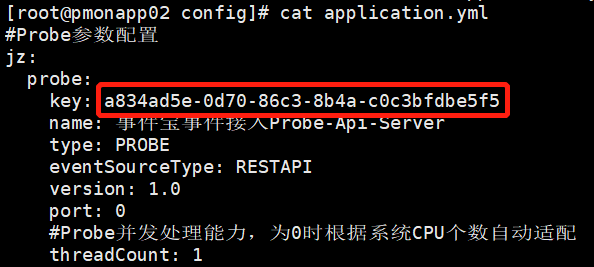 [root@pmonapp02 config]# cat application.yml
#Probe参数配置
jz:
  probe:
    key: a834ad5e-0d70-86c3-8b4a-c0c3bfdbe5f5
    name: 事件宝事件接入Probe-Api-Server
    type: PROBE
    eventSourceType: RESTAPI
    version: 1.0
    port: 0
    #Probe并发处理能力，为0时根据系统CPU个数自动适配
    threadCount: 1